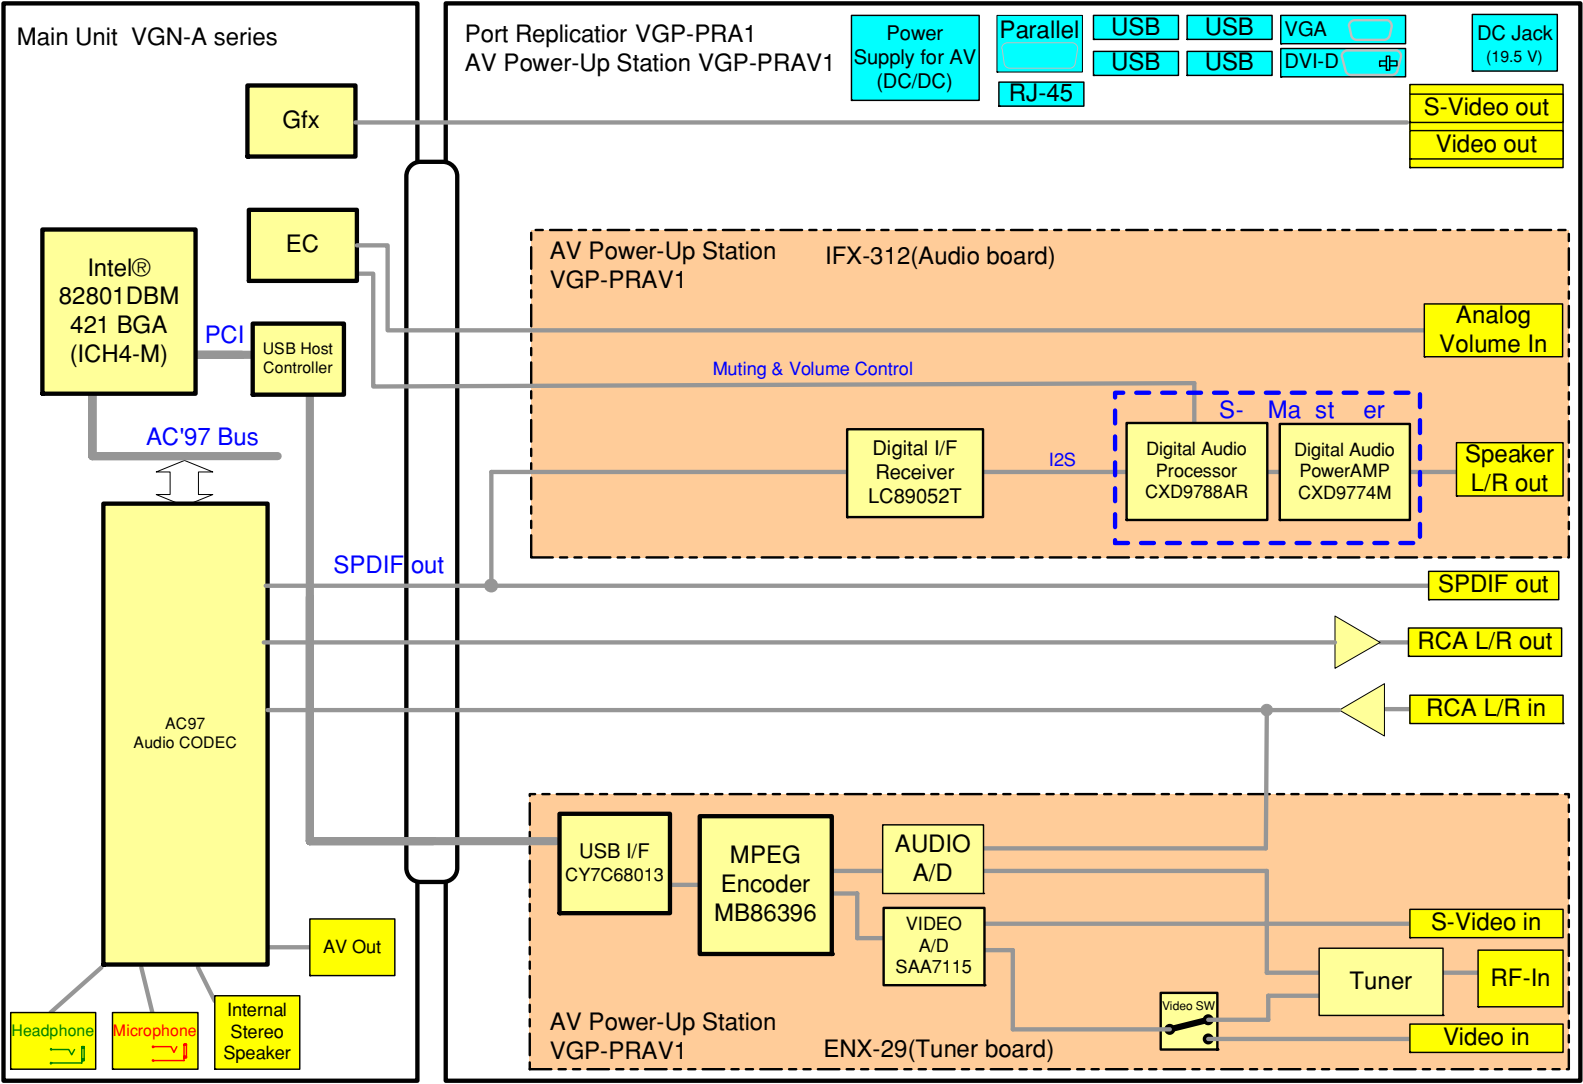 Main Unit  VGN-A series
Port Replicatior VGP-PRA1
AV Power-Up Station VGP-PRAV1
Power
Supply for AV
(DC/DC)
Parallel
RJ-45
USB
USB
USB
USB
VGA
DVI-D
DC Jack
(19.5 V)
S-Video out
Video out
Gfx
EC
Intel®
82801DBM
421 BGA
(ICH4-M)
PCI
USB Host
Controller
AC'97 Bus
AV Power-Up Station
VGP-PRAV1
IFX-312(Audio board)
Analog
Volume In
Muting & Volume Control
S- Ma st er
Digital I/F
Receiver
LC89052T
I2S
Digital Audio
Processor
CXD9788AR
Digital Audio
PowerAMP
CXD9774M
Speaker
L/R out
SPDIF out
SPDIF out
RCA L/R out
RCA L/R in
AC97
Audio CODEC
USB I/F
CY7C68013
MPEG
Encoder
MB86396
AUDIO
A/D
VIDEO
A/D
SAA7115
S-Video in
Tuner
RF-In
Video SW
Video in
AV Power-Up Station
VGP-PRAV1
ENX-29(Tuner board)
AV Out
Headphone
Microphone
Internal
Stereo
Speaker